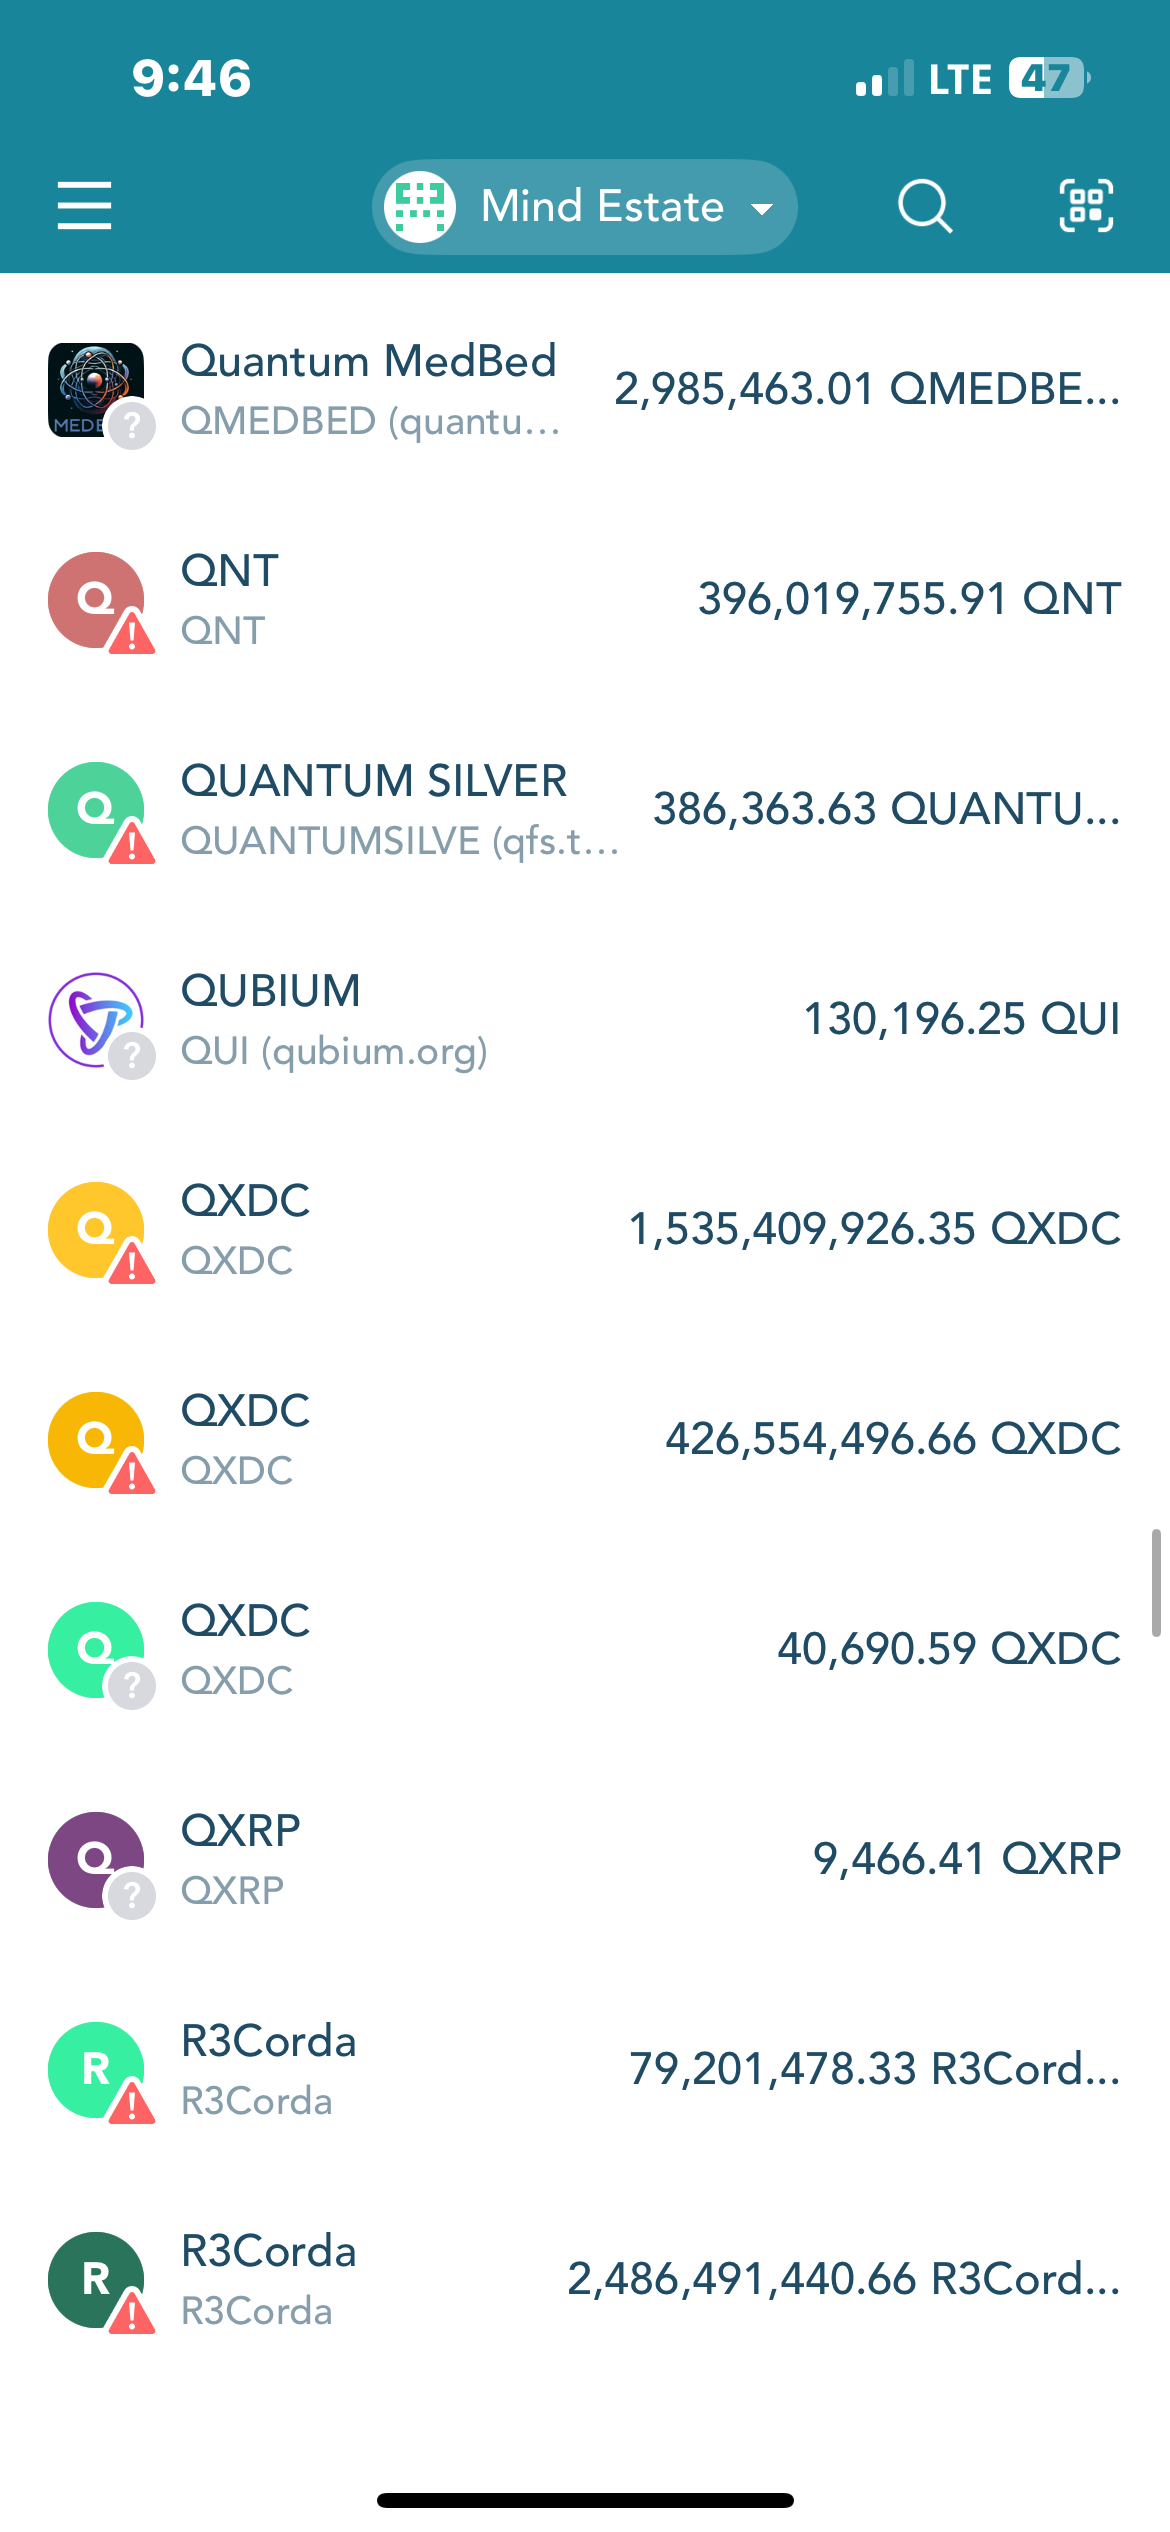 9:46
LTE 47
Mind Estate
Quantum MedBed
QMEDBED (quantu...
2,985,463.01 QMEDBE...
QNT
QNT
396,019,755.91 QNT
QUANTUM SILVER
QUANTUMSILVE (qfs.t...
386,363.63 QUANTU...
QUBIUM
QUI (qubium.org)
130,196.25 QUI
QXDC
QXDC
1,535,409,926.35 QXDC
QXDC
QXDC
426,554,496.66 QXDC
QXDC
QXDC
40,690.59 QXDC
QXRP
QXRP
9,466.41 QXRP
R3Corda
R3Corda
79,201,478.33 R3Cord...
R3Corda
R3Corda
2,486,491,440.66 R3Cord...